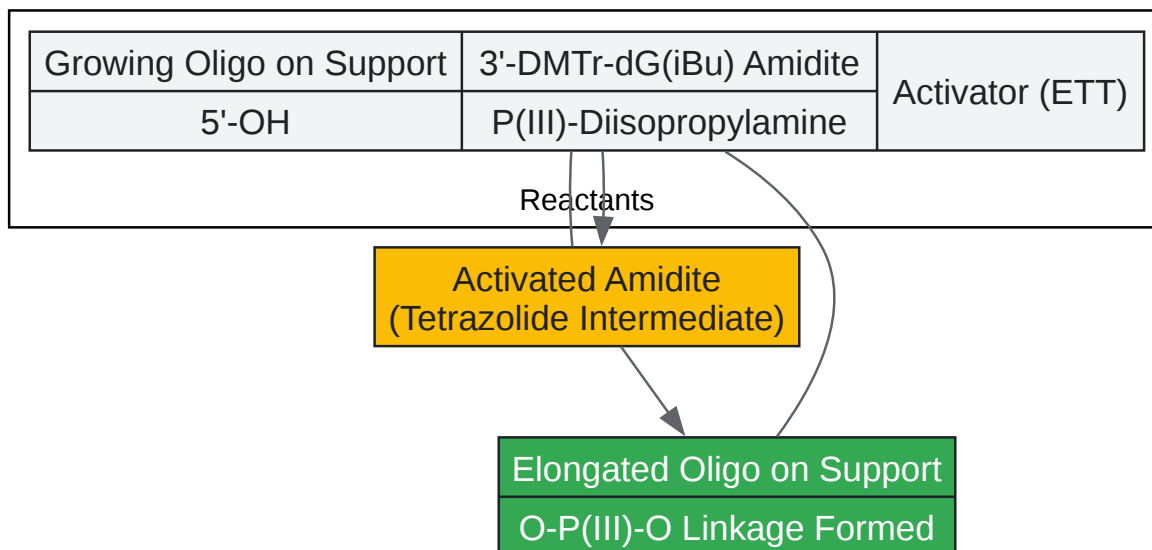 Growing Oligo on Support
3'-DMTr-dG(iBu) Amidite
Activator (ETT)
5'-OH
P(III)-Diisopropylamine
Reactants
Activated Amidite
(Tetrazolide Intermediate)
Elongated Oligo on Support
O-P(III)-O Linkage Formed